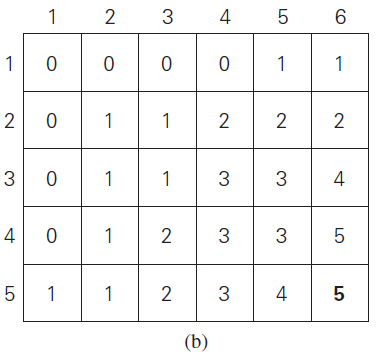 1 2 3 4 5 6
1 0 0 0 0 1 1
2 0 1 1 2 2 2
3 0 1 1 3 3 4
4 0 1 2 3 3 5
5 1 1 2 3 4 5
(b)